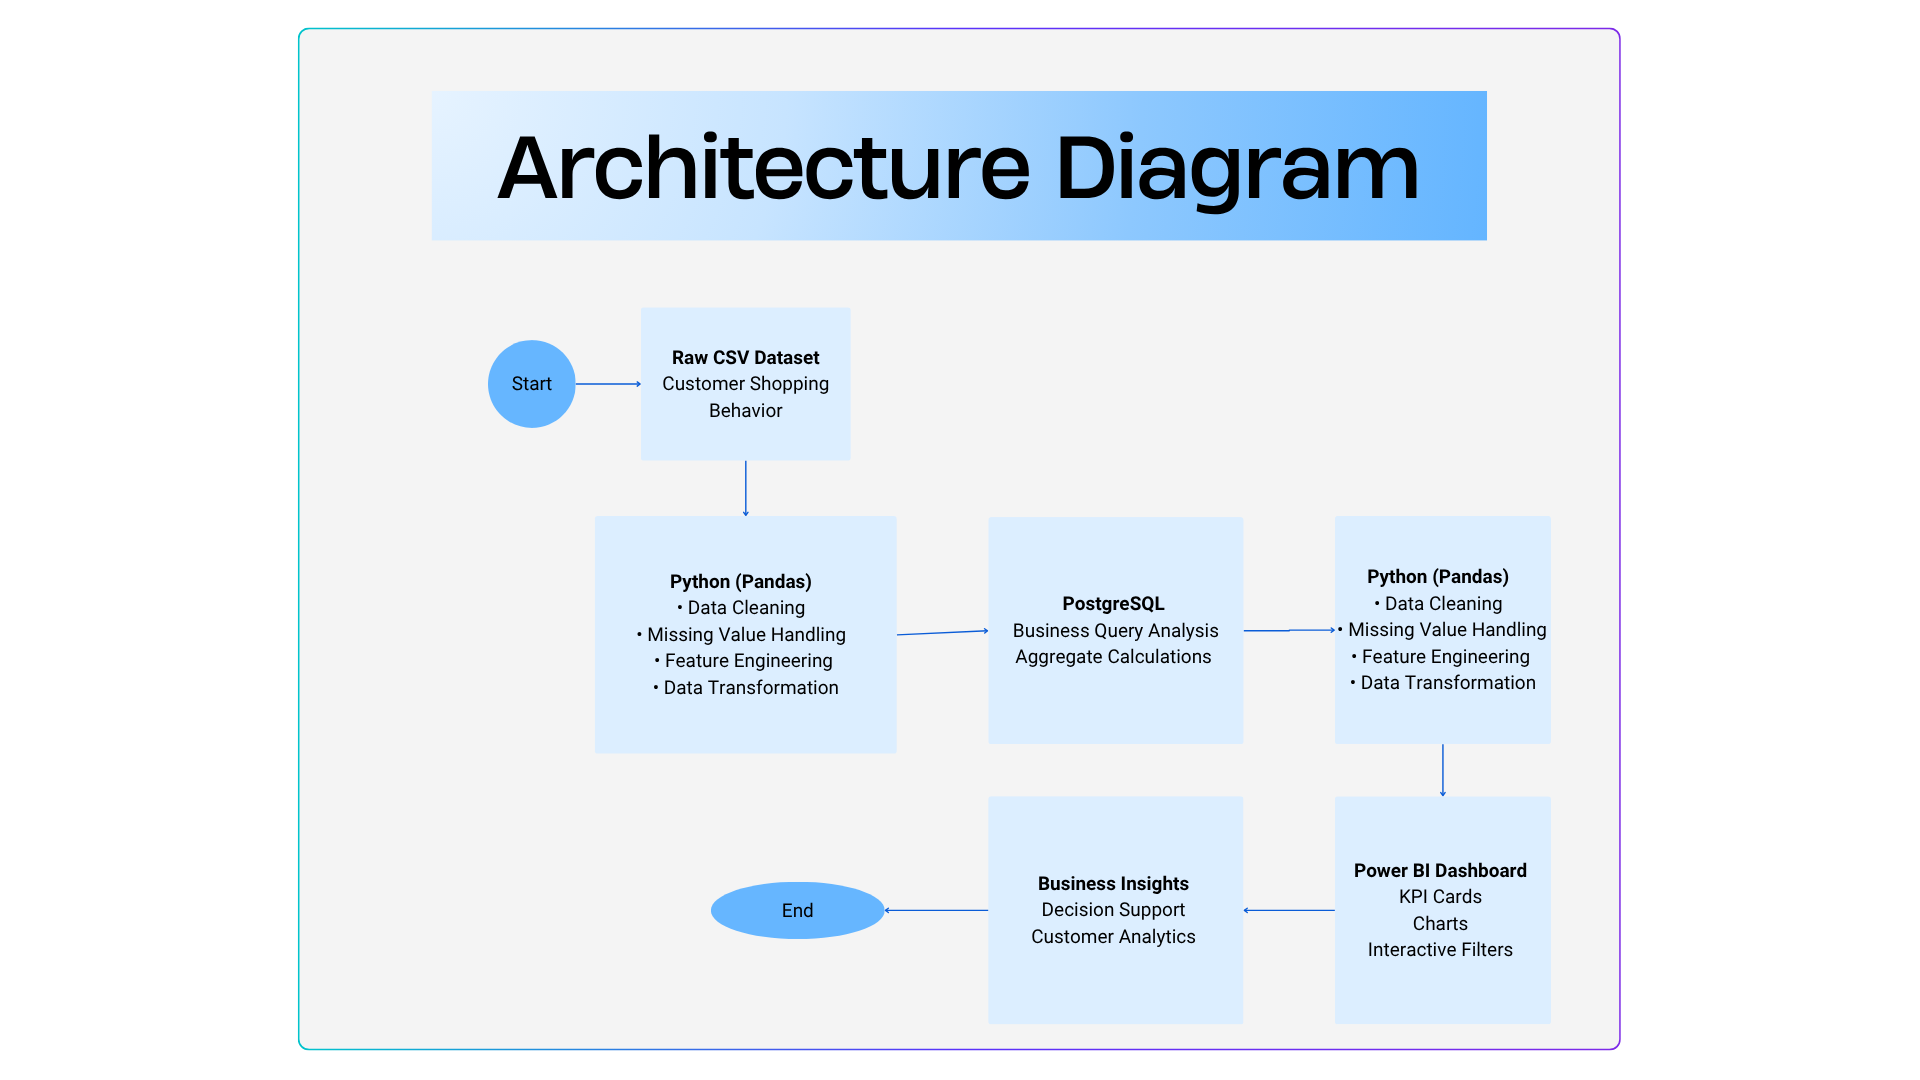 Architecture Diagram
Start
Raw CSV Dataset
Customer Shopping
Behavior
Python (Pandas)
• Data Cleaning
• Missing Value Handling
• Feature Engineering
• Data Transformation
PostgreSQL
Business Query Analysis
Aggregate Calculations
Python (Pandas)
• Data Cleaning
• Missing Value Handling
• Feature Engineering
• Data Transformation
Power BI Dashboard
KPI Cards
Charts
Interactive Filters
Business Insights
Decision Support
Customer Analytics
End